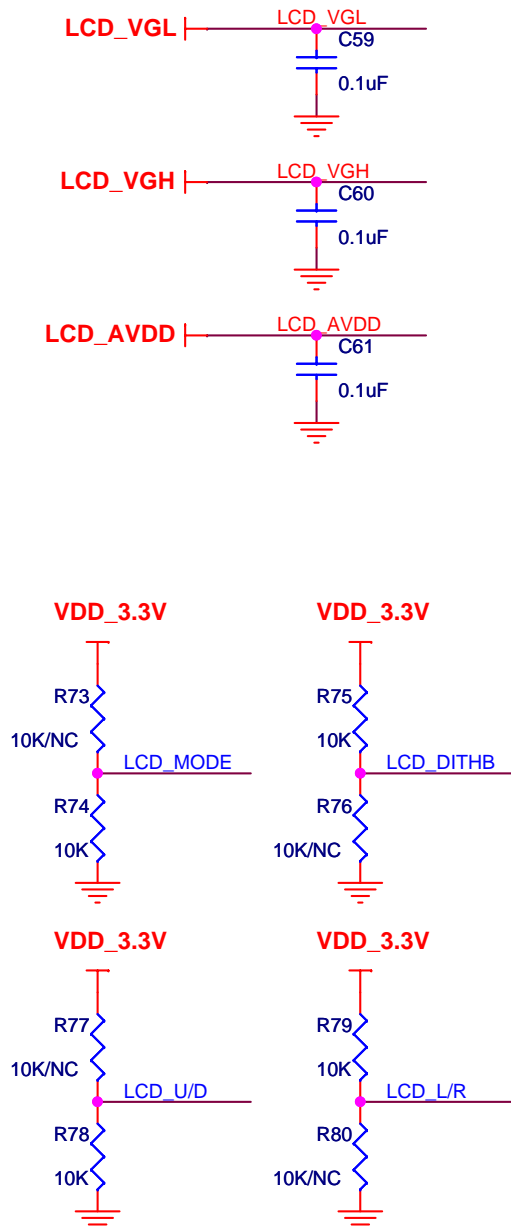 LCD_VGL
LCD_VGL
C59
0.1uF
LCD_VGH
LCD_VGH
C60
0.1uF
LCD_AVDD
LCD_AVDD
C61
0.1uF
VDD_3.3V
R73
10K/NC
LCD_MODE
R74
10K
VDD_3.3V
R75
10K
LCD_DITHB
R76
10K/NC
VDD_3.3V
R77
10K/NC
LCD_U/D
R78
10K
VDD_3.3V
R79
10K
LCD_L/R
R80
10K/NC